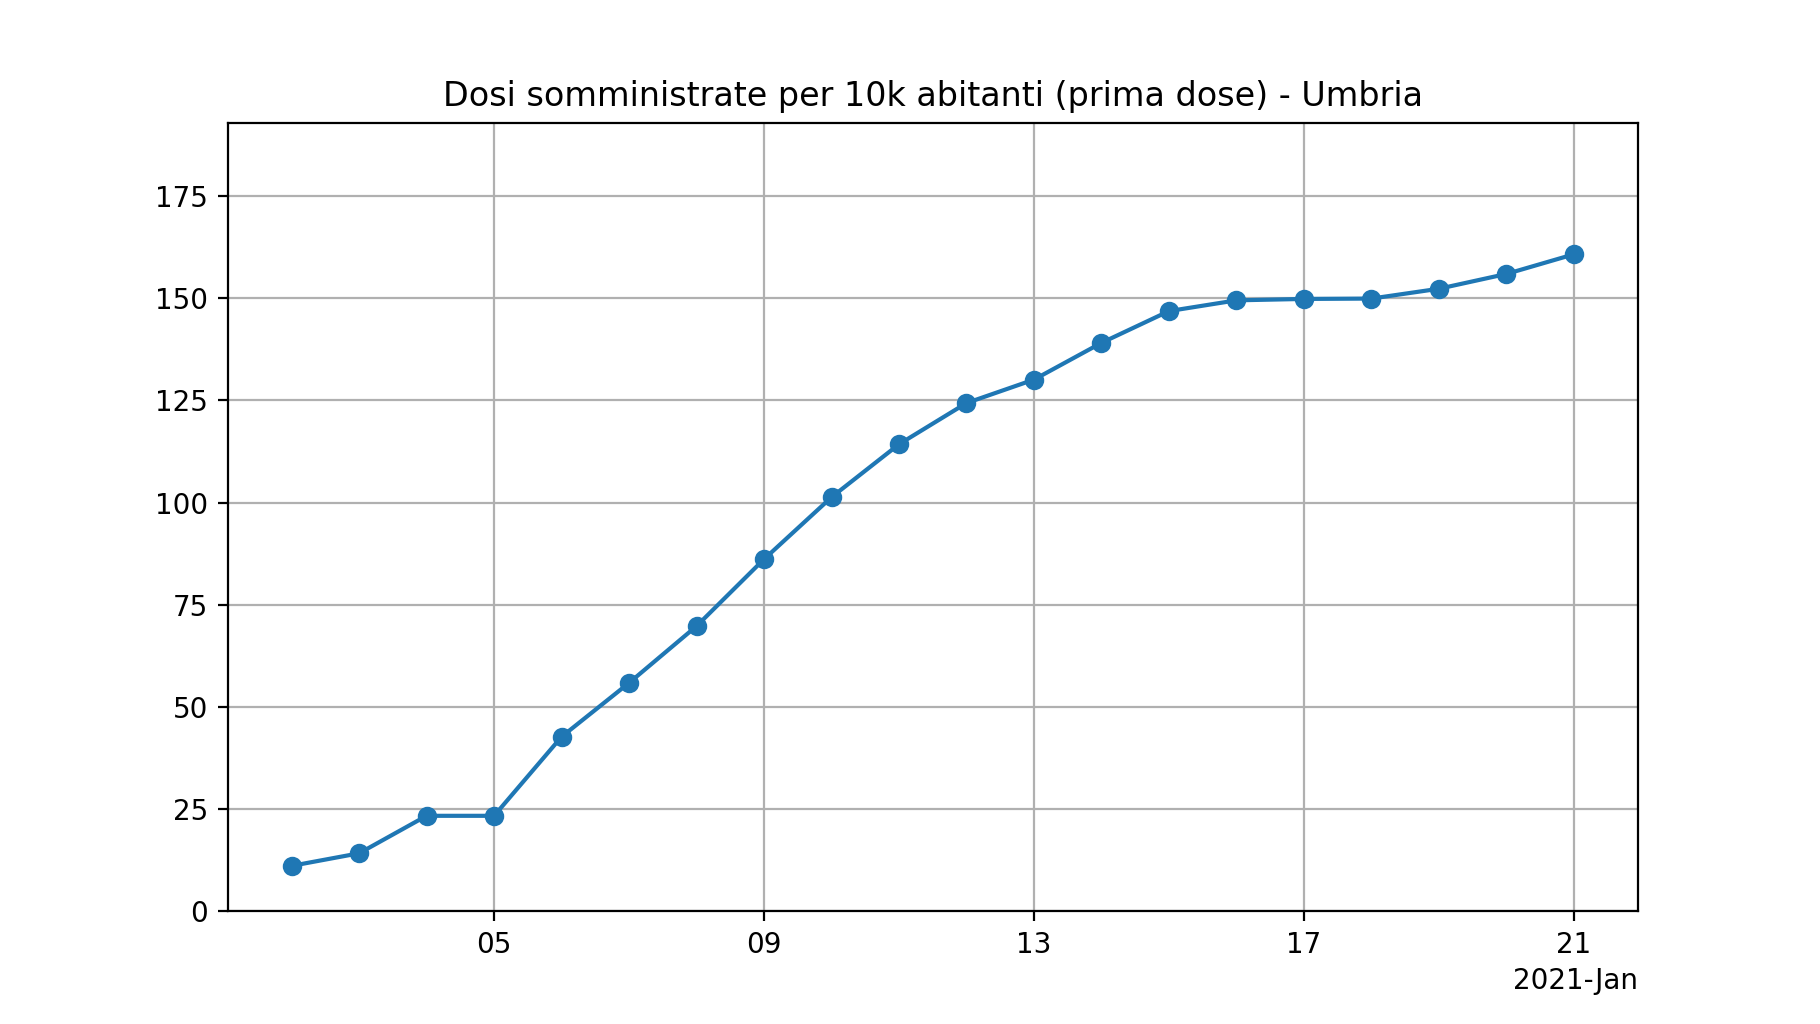 Dosi somministrate per 10k abitanti (prima dose) - Umbria
175
150
125
100
75
50
25
0
05 09 13 17 21
2021-Jan